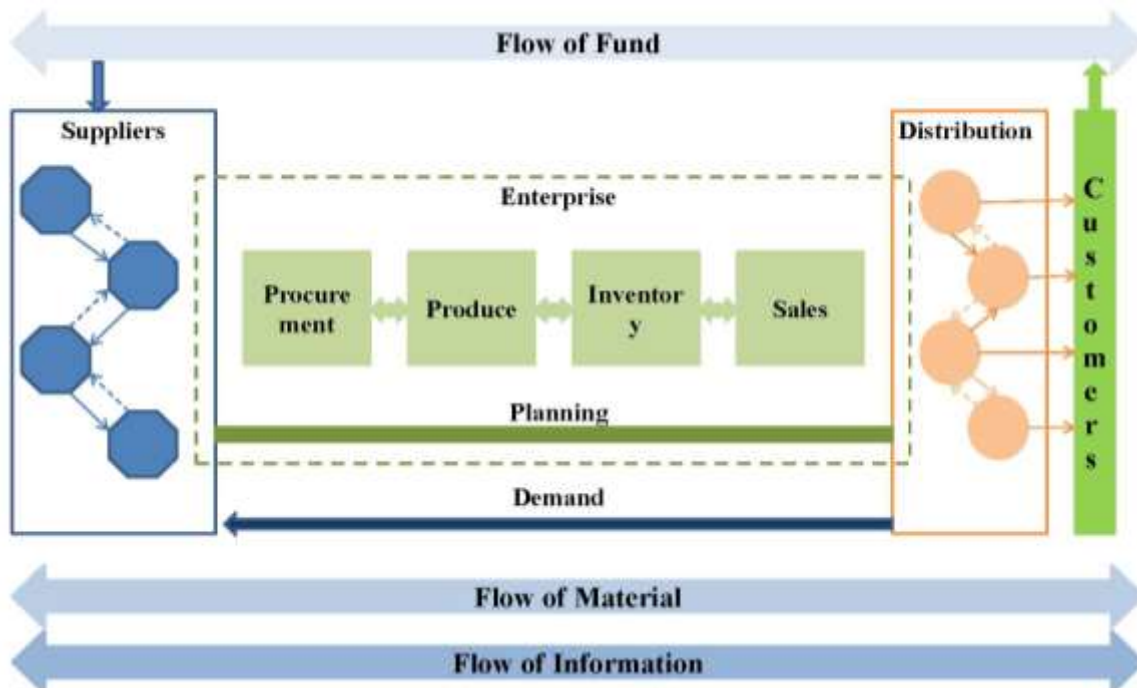 Flow of Fund
Suppliers
Distribution
Enterprise
Procure
ment
Produce
Inventor
y
Sales
Planning
Demand
Customers
Flow of Material
Flow of Information